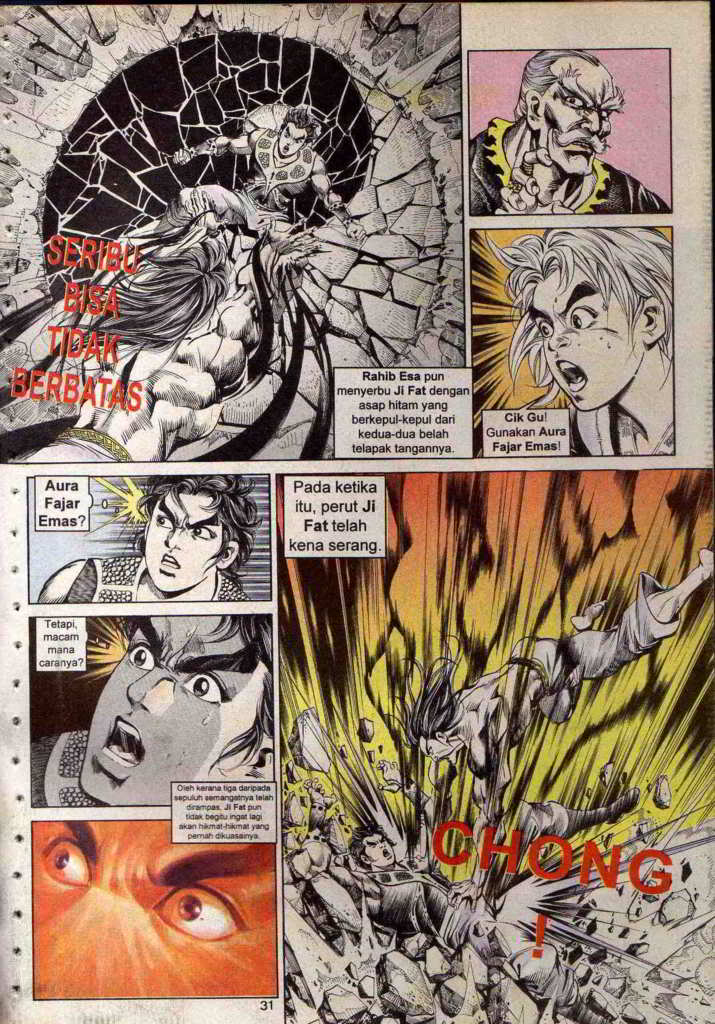 SERIBU
BISA
TIDAK
BERBATAS
Rahib Esa pun
menyerbu Ji Fat dengan
asap hitam yang
berkepul-kepul dari
kedua-dua belah
telapak tangannya.
Cik Gu!
Gunakan Aura
Fajar Emas!
Aura
Fajar
Emas?
Tetapi,
macam
mana
caranya?
Oleh kerana tiga daripada
sepuluh semangatnya telah
dirampas, Ji Fat pun
tidak begitu ingat lagi
akan hikmat-hikmat yang
pernah dikuasainya.
Pada ketika
itu, perut Ji
Fat telah
kena serang.
CHONG
!
31